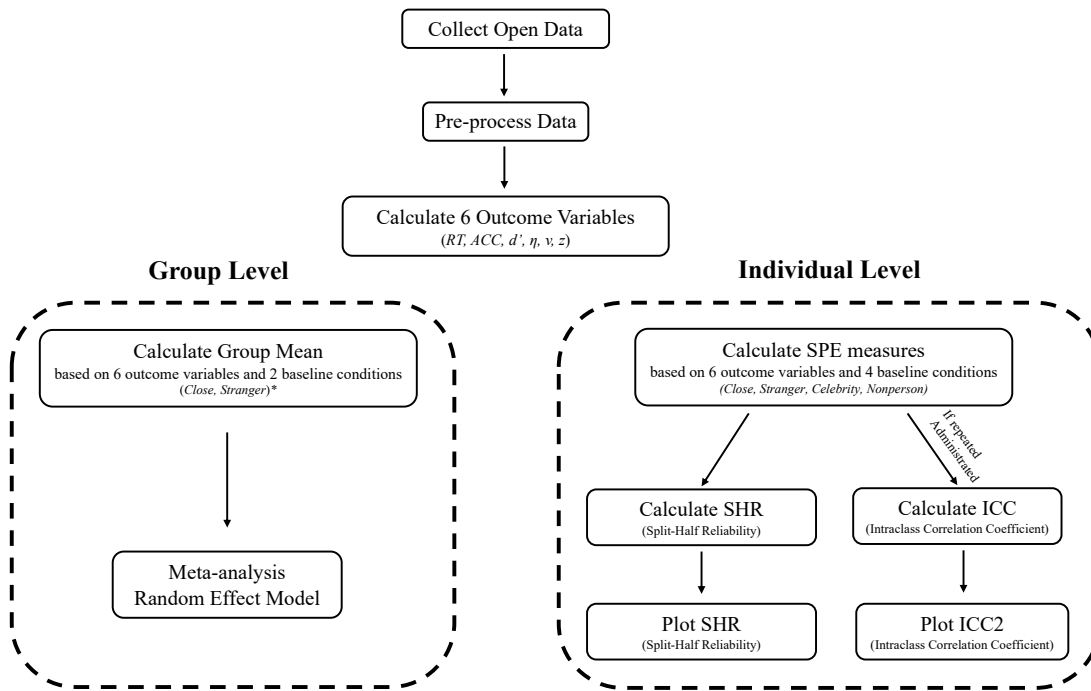 Collect Open Data
Pre-process Data
Calculate 6 Outcome Variables
(RT, ACC, d', η, v, z)
Group Level
Calculate Group Mean
based on 6 outcome variables and 2 baseline conditions
(Close, Stranger)*
Meta-analysis
Random Effect Model
Individual Level
Calculate SPE measures
based on 6 outcome variables and 4 baseline conditions
(Close, Stranger, Celebrity, Nonperson)
If repeated
Administrated
Calculate SHR
(Split-Half Reliability)
Calculate ICC
(Intraclass Correlation Coefficient)
Plot SHR
(Split-Half Reliability)
Plot ICC2
(Intraclass Correlation Coefficient)